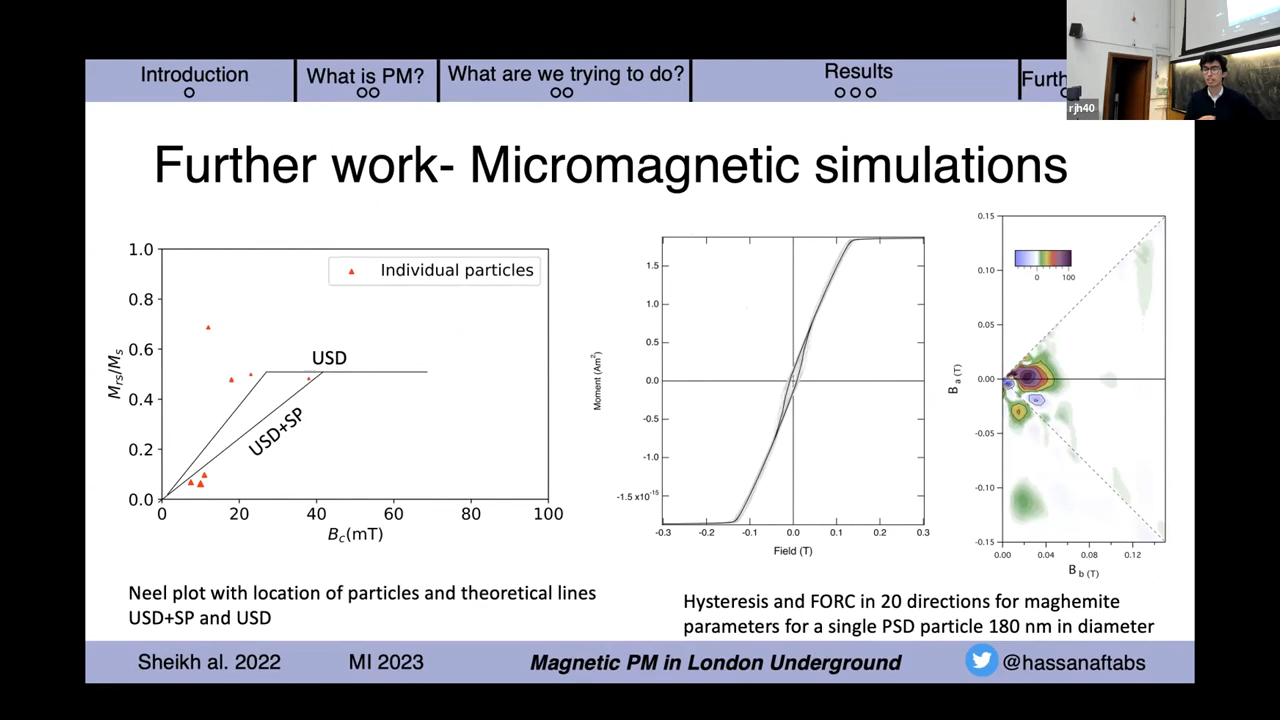 Introduction
What is PM?
What are we trying to do?
Results
Furth
rjh40
Further work- Micromagnetic simulations
1.0
0.8
0.6
0.4
0.2
0.0
Mrs/Ms
Individual particles
USD
USD+SP
0 20 40 60 80 100
Bc(mT)
1.5
1.0
0.5
0.0
-0.5
-1.0
-1.5 x10⁻¹⁵
Moment (Am²)
-0.3 -0.2 -0.1 0.0 0.1 0.2 0.3
Field (T)
0.15
0.10
0.05
0.00
-0.05
-0.10
-0.15
B a (T)
0 100
0.00 0.04 0.08 0.12
B b (T)
Neel plot with location of particles and theoretical lines
USD+SP and USD
Hysteresis and FORC in 20 directions for maghemite
parameters for a single PSD particle 180 nm in diameter
Sheikh al. 2022 MI 2023 Magnetic PM in London Underground @hassanaftabs